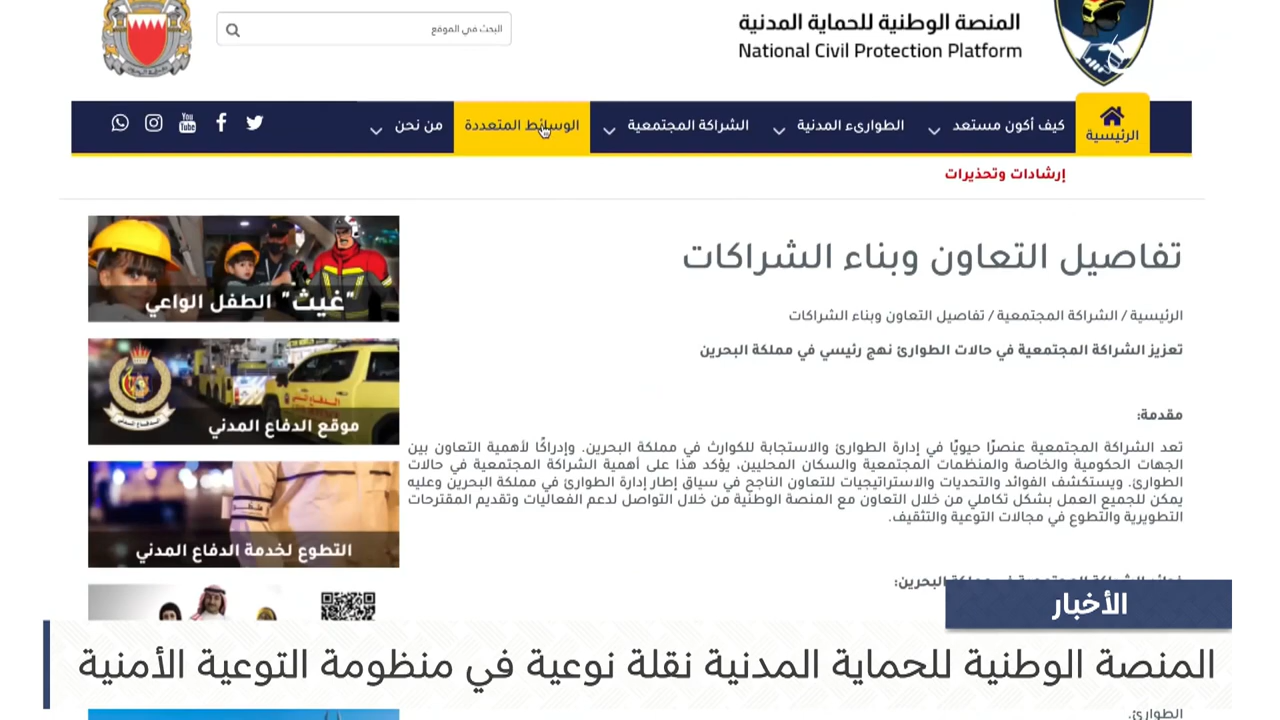 المنصة الوطنية للحماية المدنية
National Civil Protection Platform
البحث في الموقع
الرئيسية
كيف أكون مستعد
الطوارىء المدنية
الشراكة المجتمعية
الوسائط المتعددة
من نحن
You Tube
إرشادات وتحذيرات
تفاصيل التعاون وبناء الشراكات
الرئيسية / الشراكة المجتمعية / تفاصيل التعاون وبناء الشراكات
تعزيز الشراكة المجتمعية في حالات الطوارئ نهج رئيسي في مملكة البحرين
مقدمة:
تعد الشراكة المجتمعية عنصرًا حيويًا في إدارة الطوارئ والاستجابة للكوارث في مملكة البحرين. وإدراكًا لأهمية التعاون بين
الجهات الحكومية والخاصة والمنظمات المجتمعية والسكان المحليين، يؤكد هذا على أهمية الشراكة المجتمعية في حالات
الطوارئ. ويستكشف الفوائد والتحديات والاستراتيجيات للتعاون الناجح في سياق إطار إدارة الطوارئ في مملكة البحرين وعليه
يمكن للجميع العمل بشكل تكاملي من خلال التعاون مع المنصة الوطنية من خلال التواصل لدعم الفعاليات وتقديم المقترحات
التطويرية والتطوع في مجالات التوعية والتثقيف.
البحرين:
"غيث" الطفل الواعي
الدفاع المدني
موقع الدفاع المدني
التطوع لخدمة الدفاع المدني
الأخبار
المنصة الوطنية للحماية المدنية نقلة نوعية في منظومة التوعية الأمنية
الطوارئ.